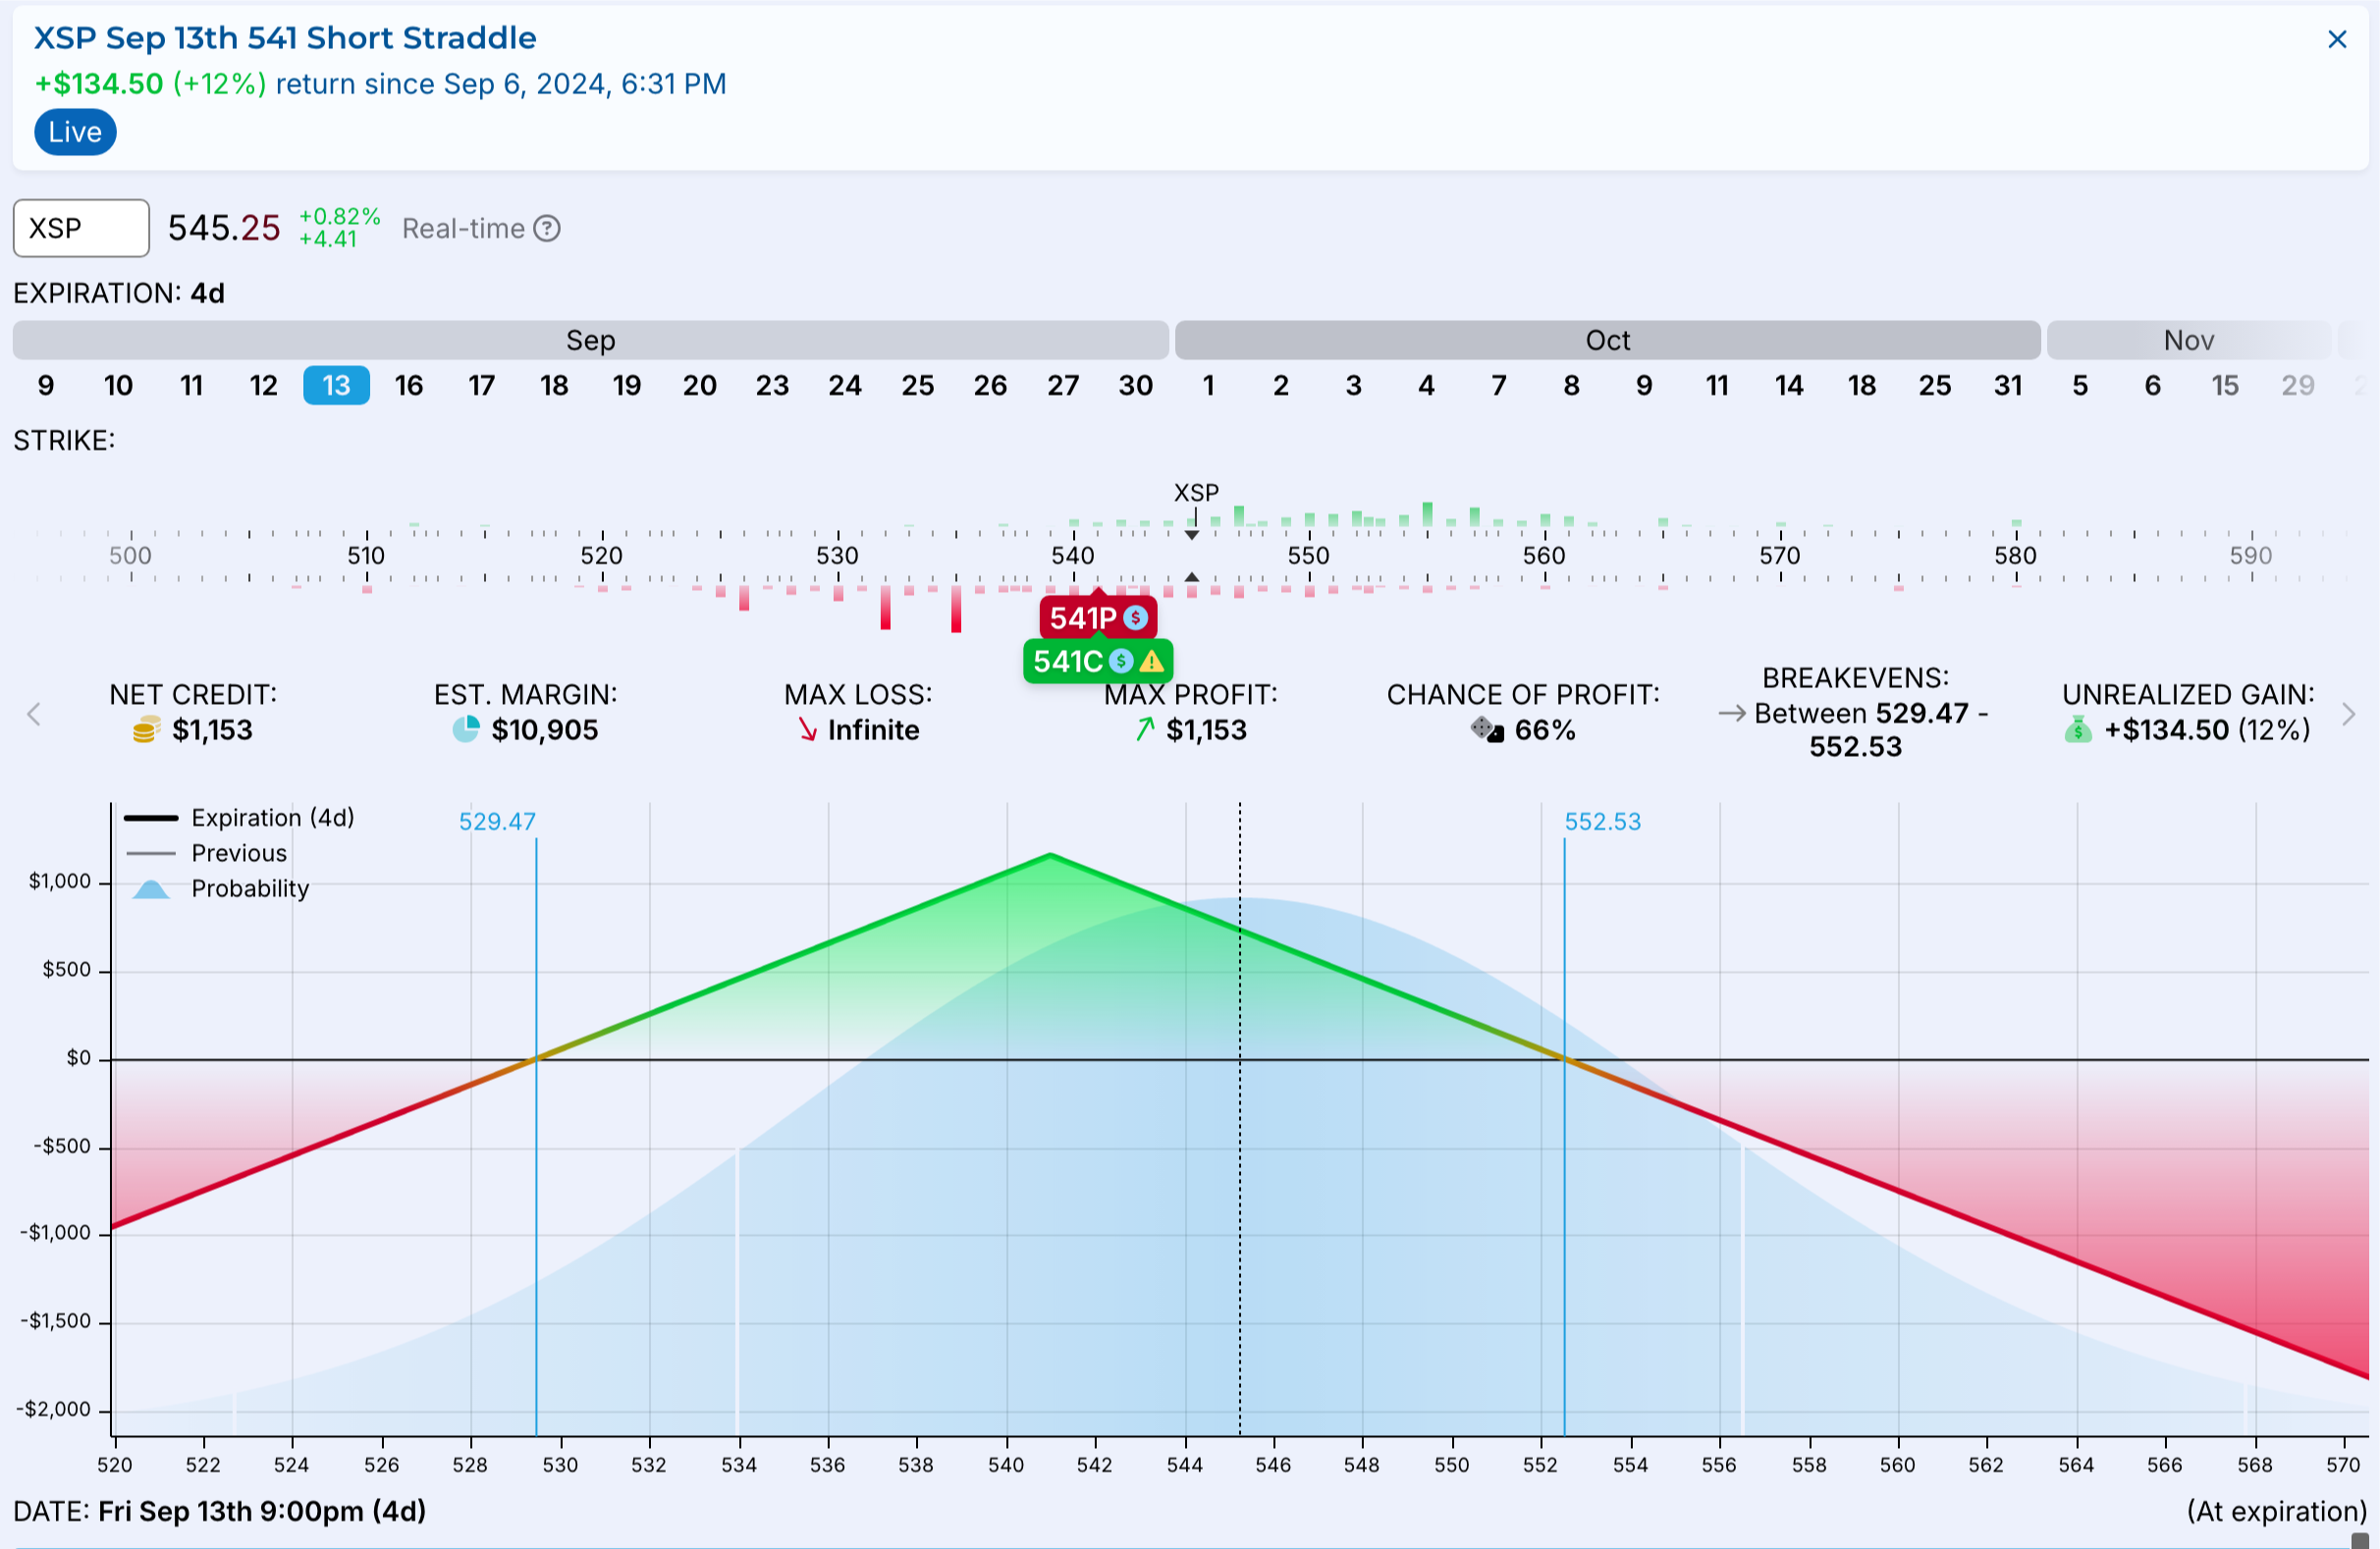 XSP Sep 13th 541 Short Straddle
+$134.50 (+12%) return since Sep 6, 2024, 6:31 PM
Live
XSP 545.25 +0.82% +4.41 Real-time ?
EXPIRATION: 4d
Sep Oct Nov
9 10 11 12 13 16 17 18 19 20 23 24 25 26 27 30 1 2 3 4 7 8 9 11 14 18 25 31 5 6 15 29
STRIKE:
XSP
500 510 520 530 540 550 560 570 580 590
541P $
541C $
NET CREDIT: EST. MARGIN: MAX LOSS: MAX PROFIT: CHANCE OF PROFIT: BREAKEVENS: UNREALIZED GAIN:
$1,153 $10,905 Infinite $1,153 66% Between 529.47 - 552.53 +$134.50 (12%)
Expiration (4d)
Previous
Probability
529.47 552.53
$1,000
$500
$0
-$500
-$1,000
-$1,500
-$2,000
520 522 524 526 528 530 532 534 536 538 540 542 544 546 548 550 552 554 556 558 560 562 564 566 568 570
DATE: Fri Sep 13th 9:00pm (4d) (At expiration)